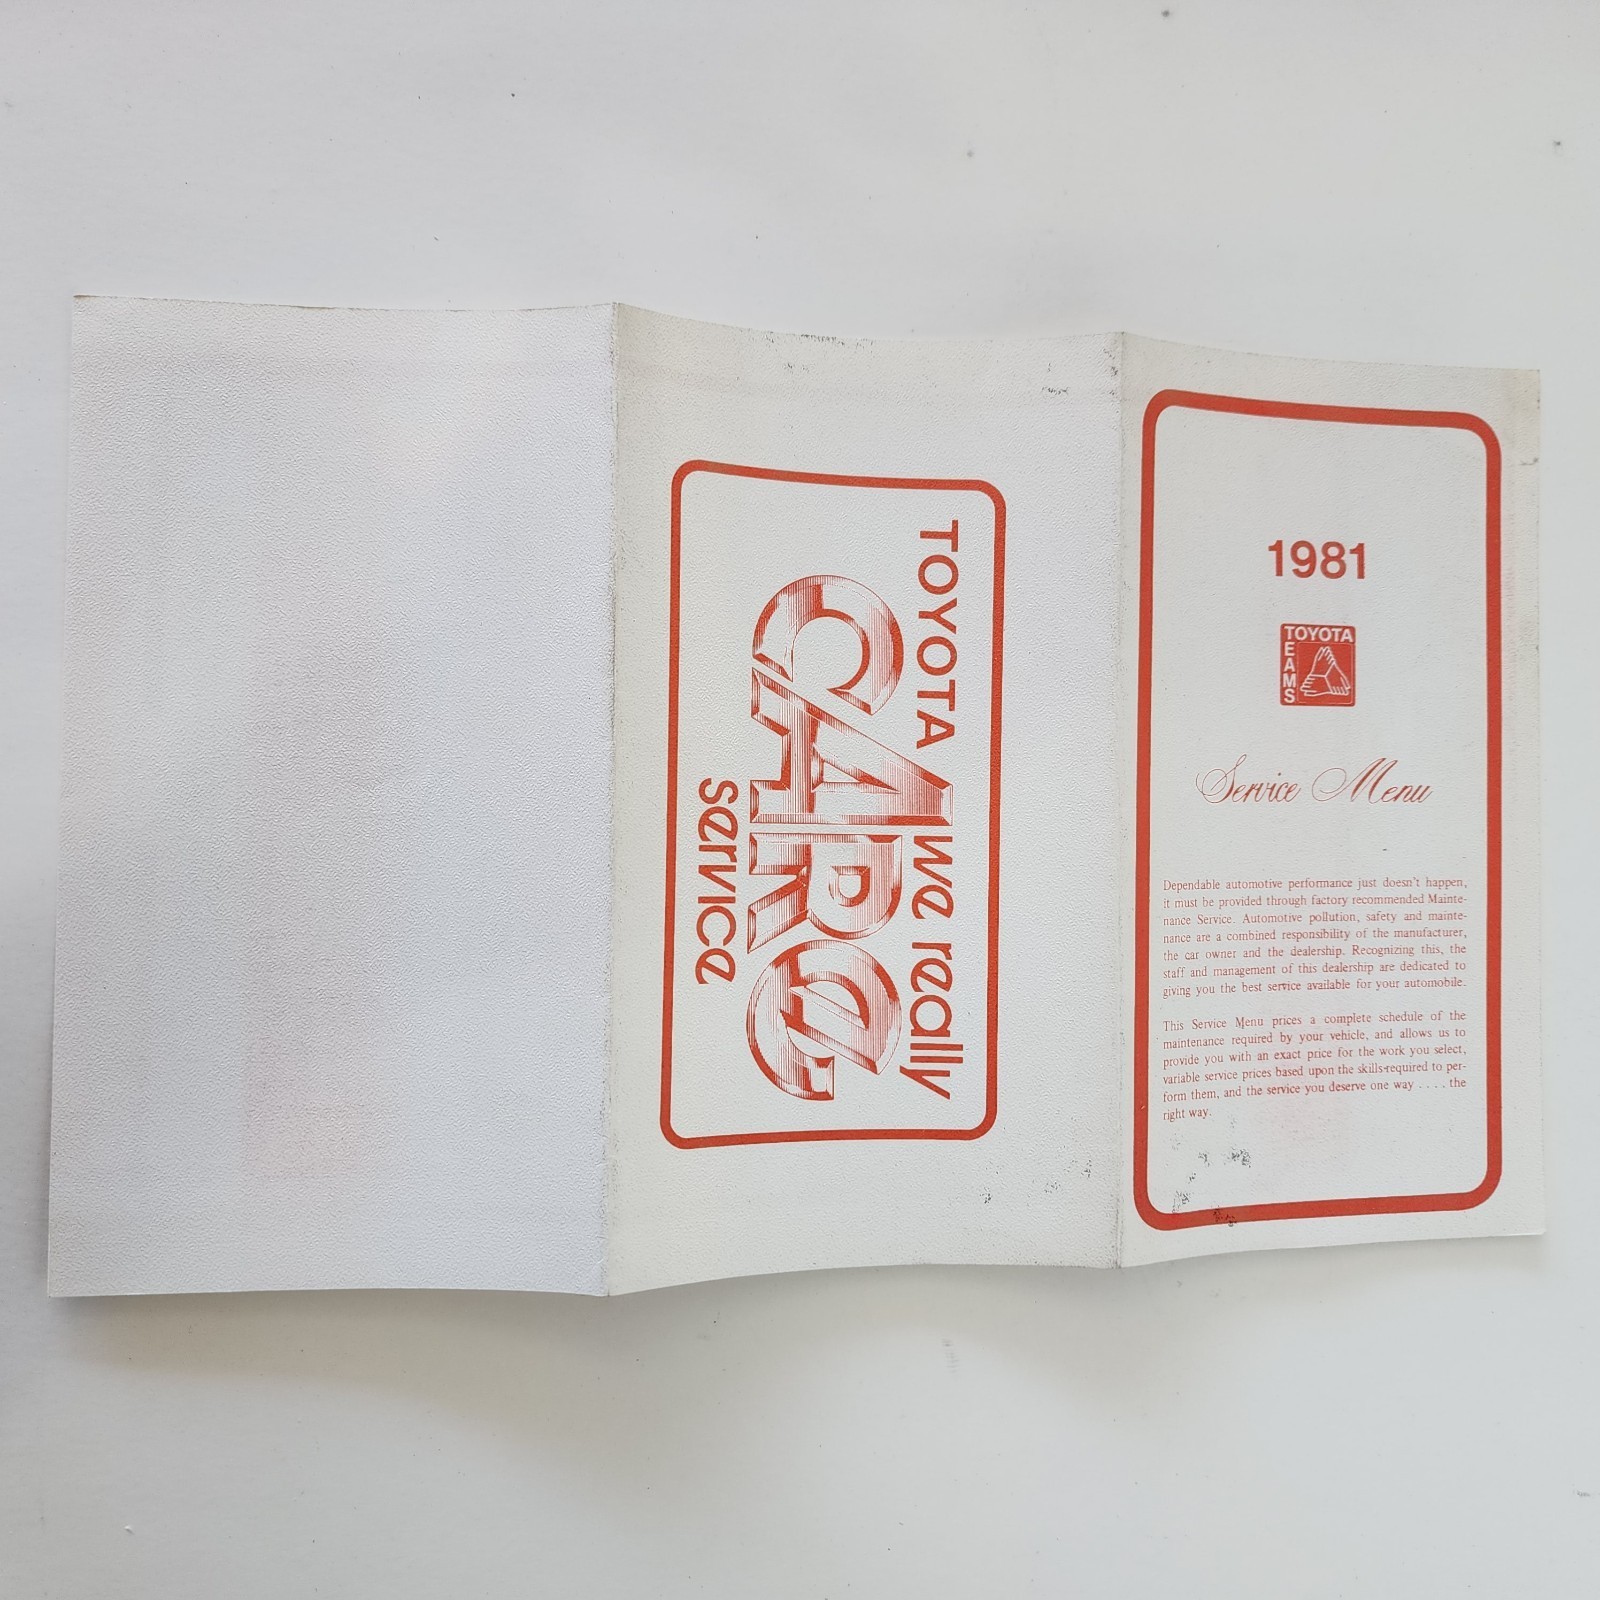 TOYOTA we really
CARE
service
1981
TOYOTA
TEAMS
Service Menu
Dependable automotive performance just doesn't happen,
it must be provided through factory recommended Mainte-
nance Service. Automotive pollution, safety and mainte-
nance are a combined responsibility of the manufacturer,
the car owner and the dealership. Recognizing this, the
staff and management of this dealership are dedicated to
giving you the best service available for your automobile.
This Service Menu prices a complete schedule of the
maintenance required by your vehicle, and allows us to
provide you with an exact price for the work you select,
variable service prices based upon the skills required to per-
form them, and the service you deserve one way . . . . the
right way.